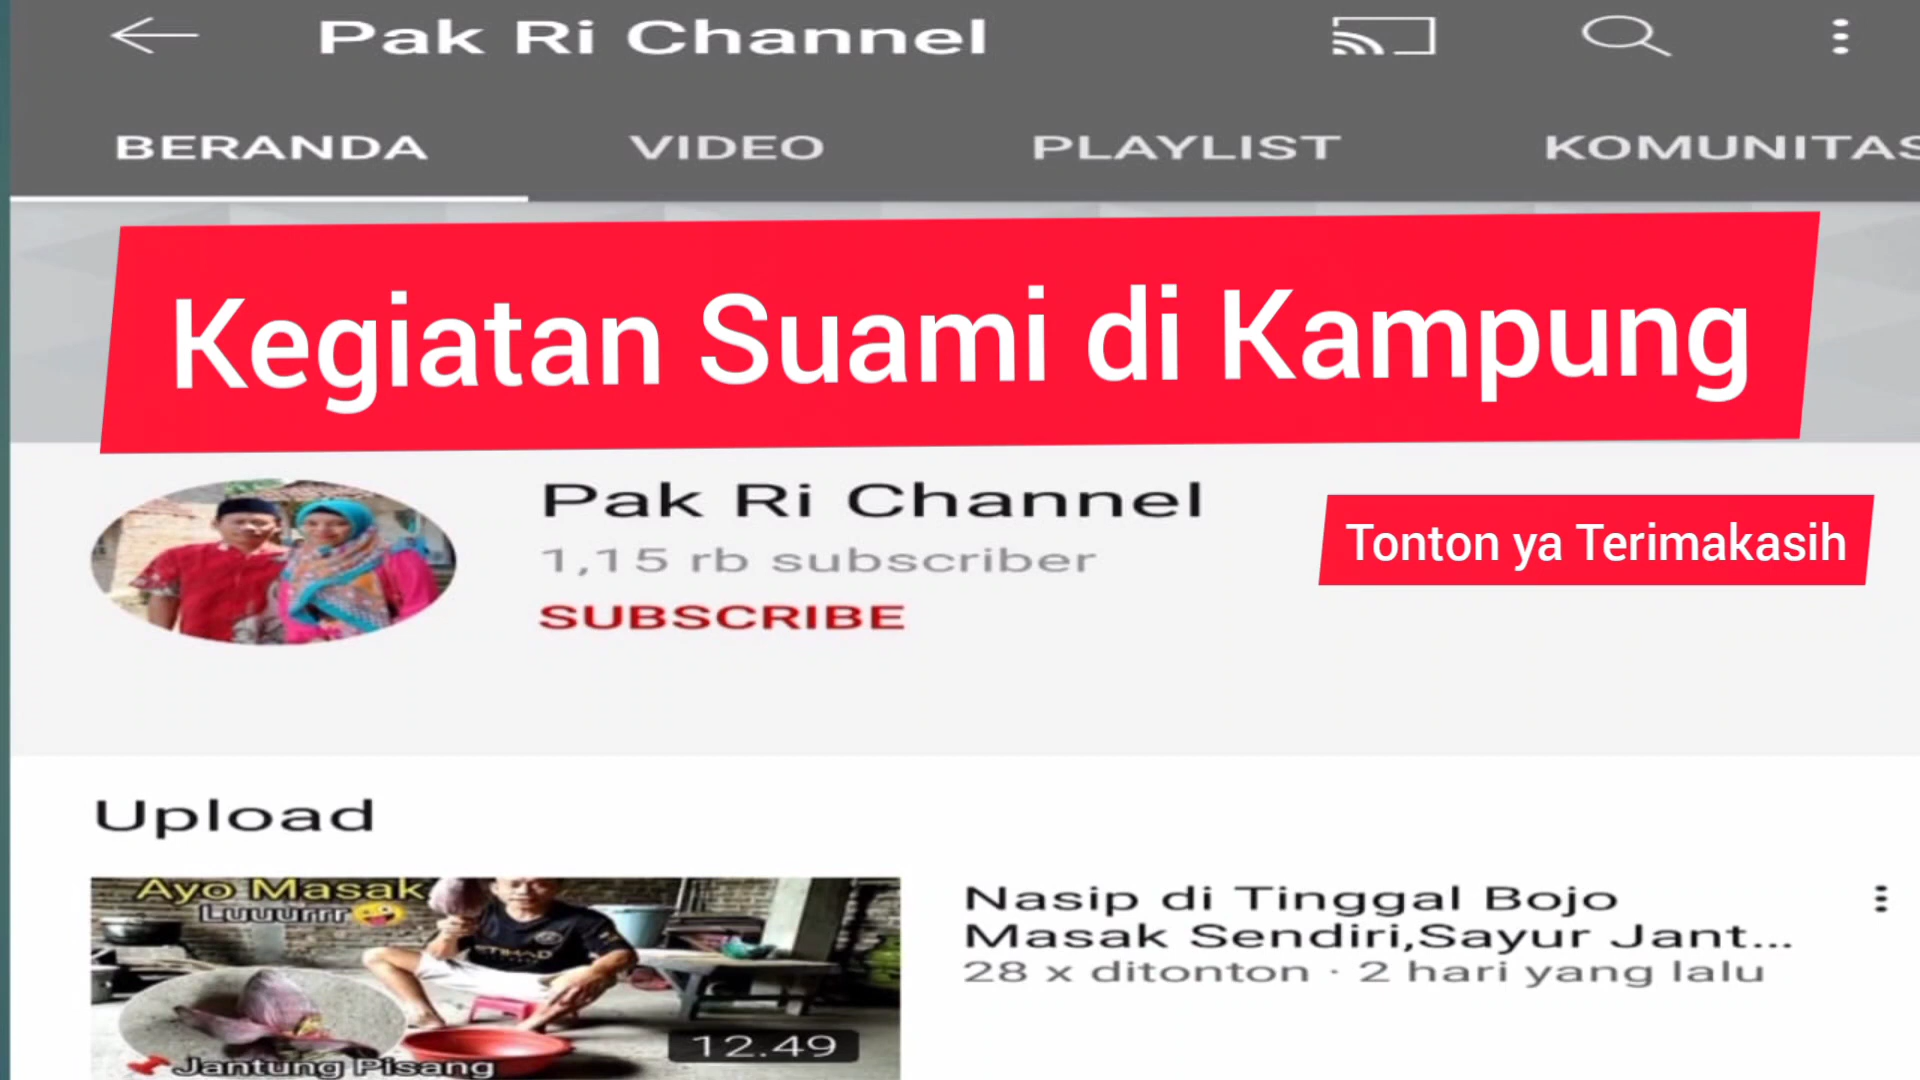 Pak Ri Channel
BERANDA VIDEO PLAYLIST KOMUNITAS
Kegiatan Suami di Kampung
Pak Ri Channel
1,15 rb subscriber
SUBSCRIBE
Tonton ya Terimakasih
Upload
Ayo Masak
Luuurrr
ETIHAD
12.49
Jantung Pisang
Nasip di Tinggal Bojo
Masak Sendiri,Sayur Jant...
28 x ditonton · 2 hari yang lalu